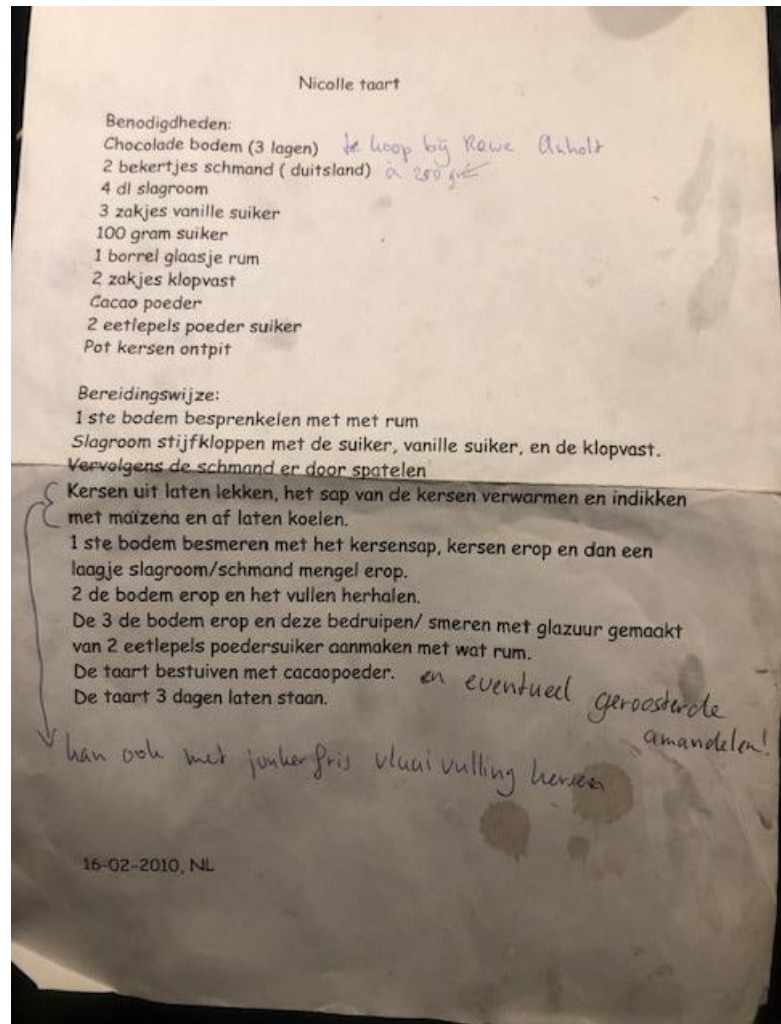 Nicolle taart
Benodigdheden:
Chocolade bodem (3 lagen) te koop bij Rewe Anholt
2 bekertjes schmand ( duitsland) à 200 gr
4 dl slagroom
3 zakjes vanille suiker
100 gram suiker
1 borrel glaasje rum
2 zakjes klopvast
Cacao poeder
2 eetlepels poeder suiker
Pot kersen ontpit
Bereidingswijze:
1 ste bodem besprenkelen met met rum
Slagroom stijfkloppen met de suiker, vanille suiker, en de klopvast.
Vervolgens de schmand er door spatelen
Kersen uit laten lekken, het sap van de kersen verwarmen en indikken
met maïzena en af laten koelen.
1 ste bodem besmeren met het kersensap, kersen erop en dan een
laagje slagroom/schmand mengel erop.
2 de bodem erop en het vullen herhalen.
De 3 de bodem erop en deze bedruipen/ smeren met glazuur gemaakt
van 2 eetlepels poedersuiker aanmaken met wat rum.
De taart bestuiven met cacaopoeder. en eventueel geroosterde
amandelen!
De taart 3 dagen laten staan.
kan ook met jonker fris vlaai vulling kersen
16-02-2010, NL